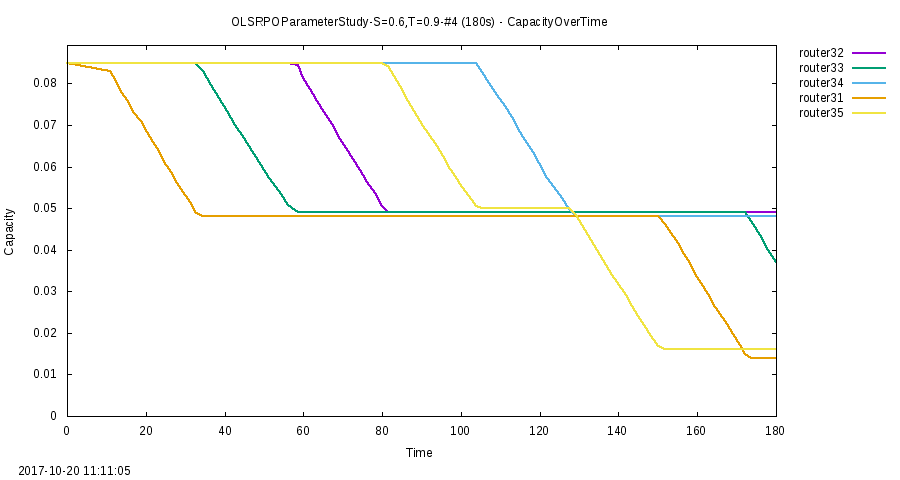 OLSRPOParameterStudy-S=0.6,T=0.9-#4 (180s) - CapacityOverTime
router32
router33
router34
router31
router35
0.08
0.07
0.06
0.05
0.04
0.03
0.02
0.01
0
Capacity
0 20 40 60 80 100 120 140 160 180
Time
2017-10-20 11:11:05